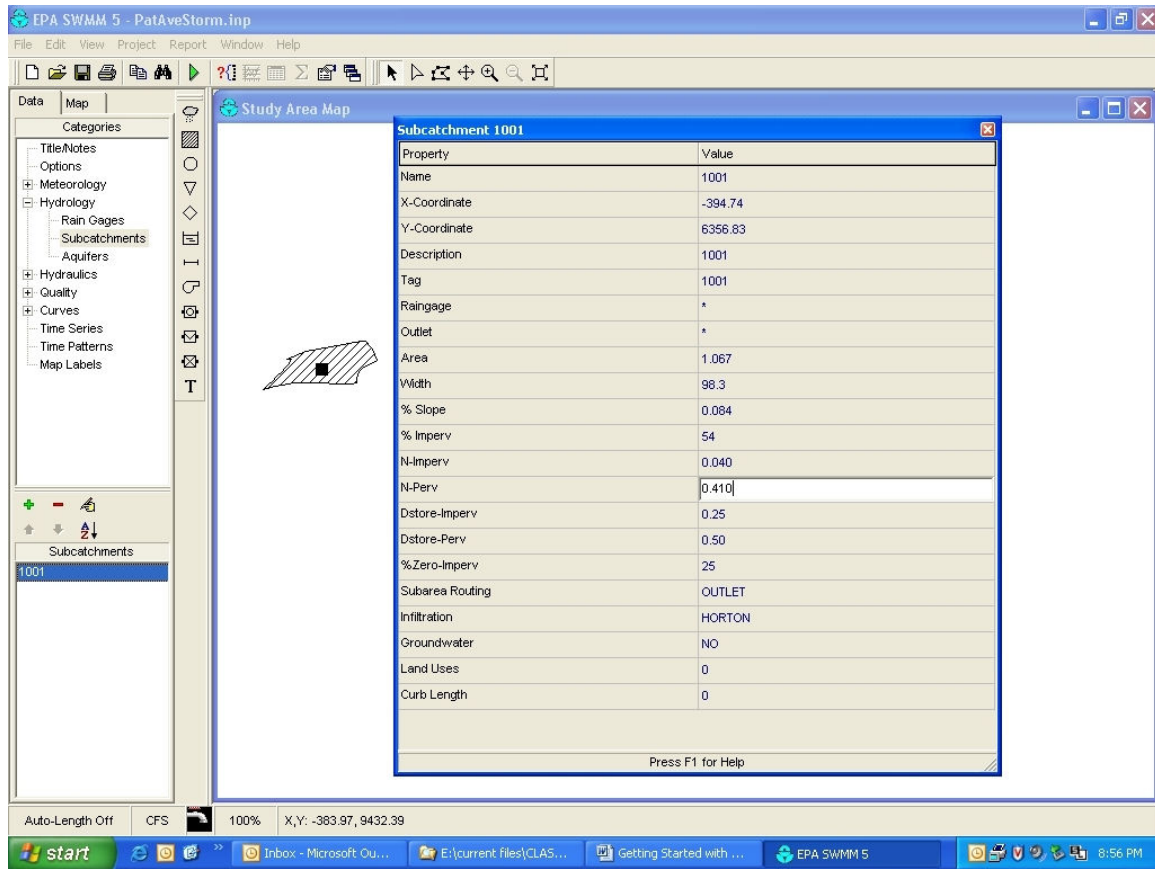 EPA SWMM 5 - PatAveStorm.inp
File Edit View Project Report Window Help
Data Map
Categories
Title/Notes
Options
Meteorology
Hydrology
Rain Gages
Subcatchments
Aquifers
Hydraulics
Quality
Curves
Time Series
Time Patterns
Map Labels
T
Subcatchments
1001
Study Area Map
Subcatchment 1001
Property Value
Name 1001
X-Coordinate -394.74
Y-Coordinate 6356.83
Description 1001
Tag 1001
Raingage *
Outlet *
Area 1.067
Width 98.3
% Slope 0.084
% Imperv 54
N-Imperv 0.040
N-Perv 0.410
Dstore-Imperv 0.25
Dstore-Perv 0.50
%Zero-Imperv 25
Subarea Routing OUTLET
Infiltration HORTON
Groundwater NO
Land Uses 0
Curb Length 0
Press F1 for Help
Auto-Length Off CFS 100% X,Y: -383.97, 9432.39
start Inbox - Microsoft Ou... E:\current files\CLAS... Getting Started with ... EPA SWMM 5 8:56 PM